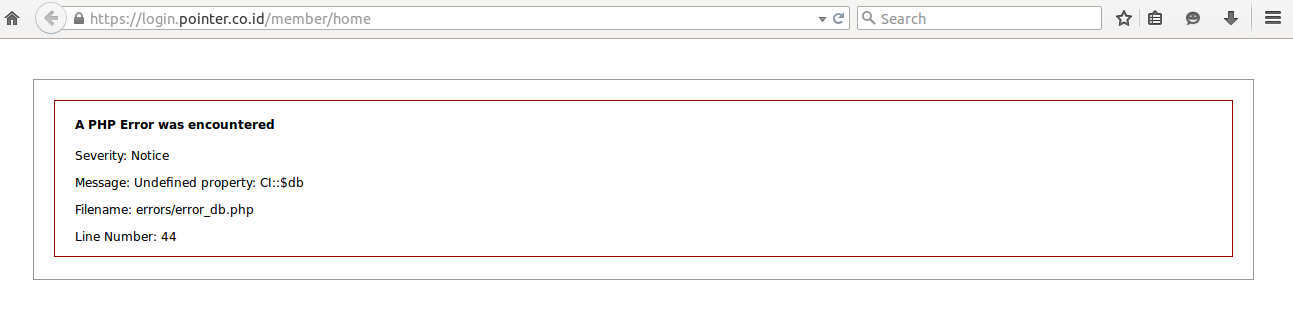 https://login.pointer.co.id/member/home
Search
A PHP Error was encountered
Severity: Notice
Message: Undefined property: CI::$db
Filename: errors/error_db.php
Line Number: 44